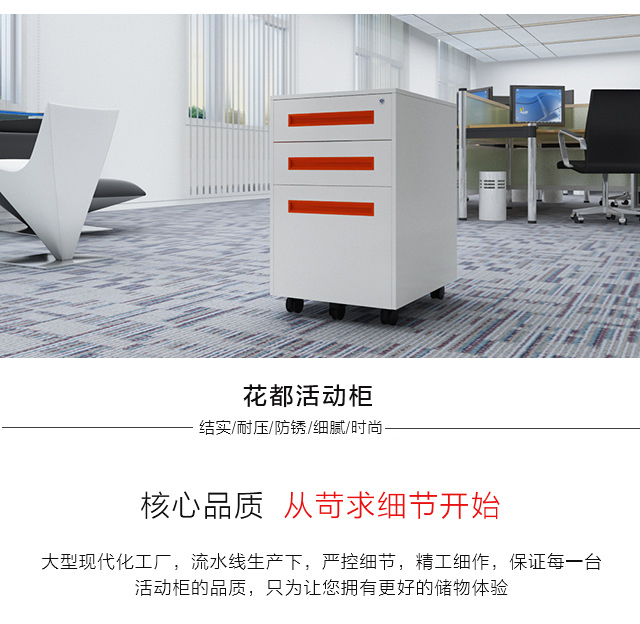 花都活动柜
结实/耐压/防锈/细腻/时尚
核心品质 从苛求细节开始
大型现代化工厂，流水线生产下，严控细节，精工细作，保证每一台
活动柜的品质，只为让您拥有更好的储物体验